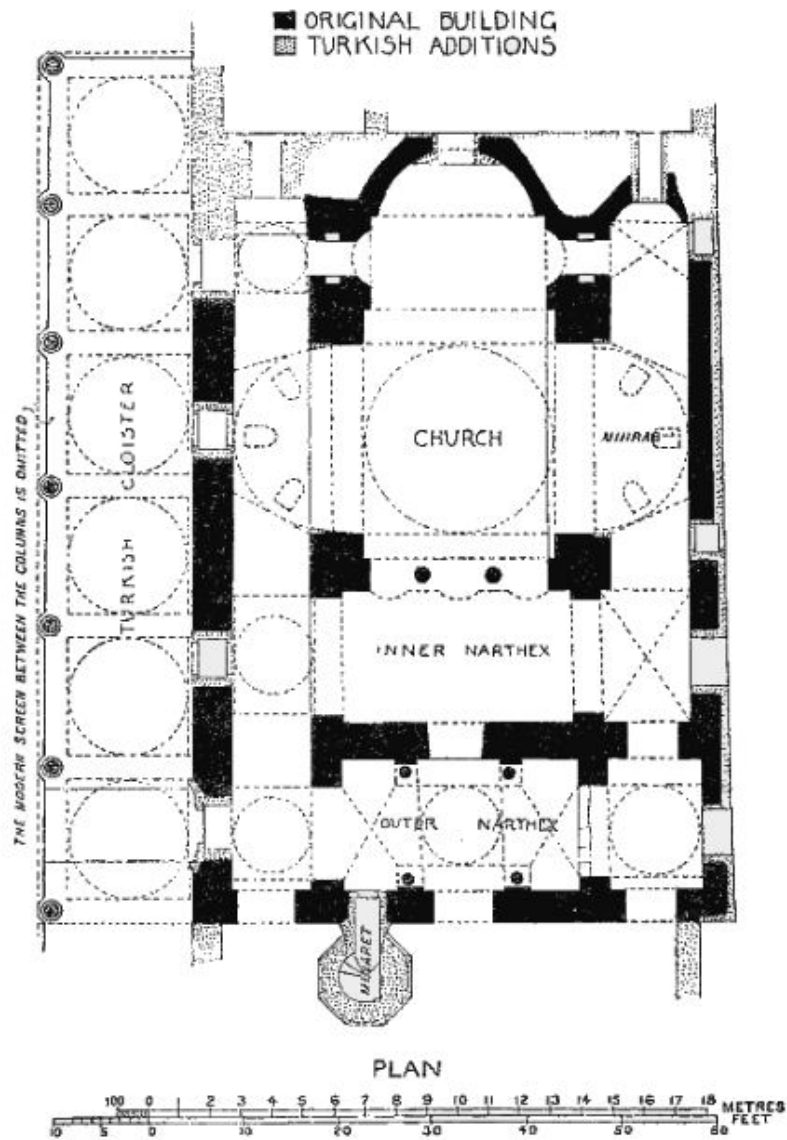 ORIGINAL BUILDING
TURKISH ADDITIONS
THE MODERN SCREEN BETWEEN THE COLUMNS IS OMITTED
TURKISH CLOISTER
CHURCH
MIHRAB
INNER NARTHEX
OUTER NARTHEX
MINARET
PLAN
100 0 1 2 3 4 5 6 7 8 9 10 11 12 13 14 15 16 17 18 METRES
10 5 0 10 20 30 40 50 60 FEET